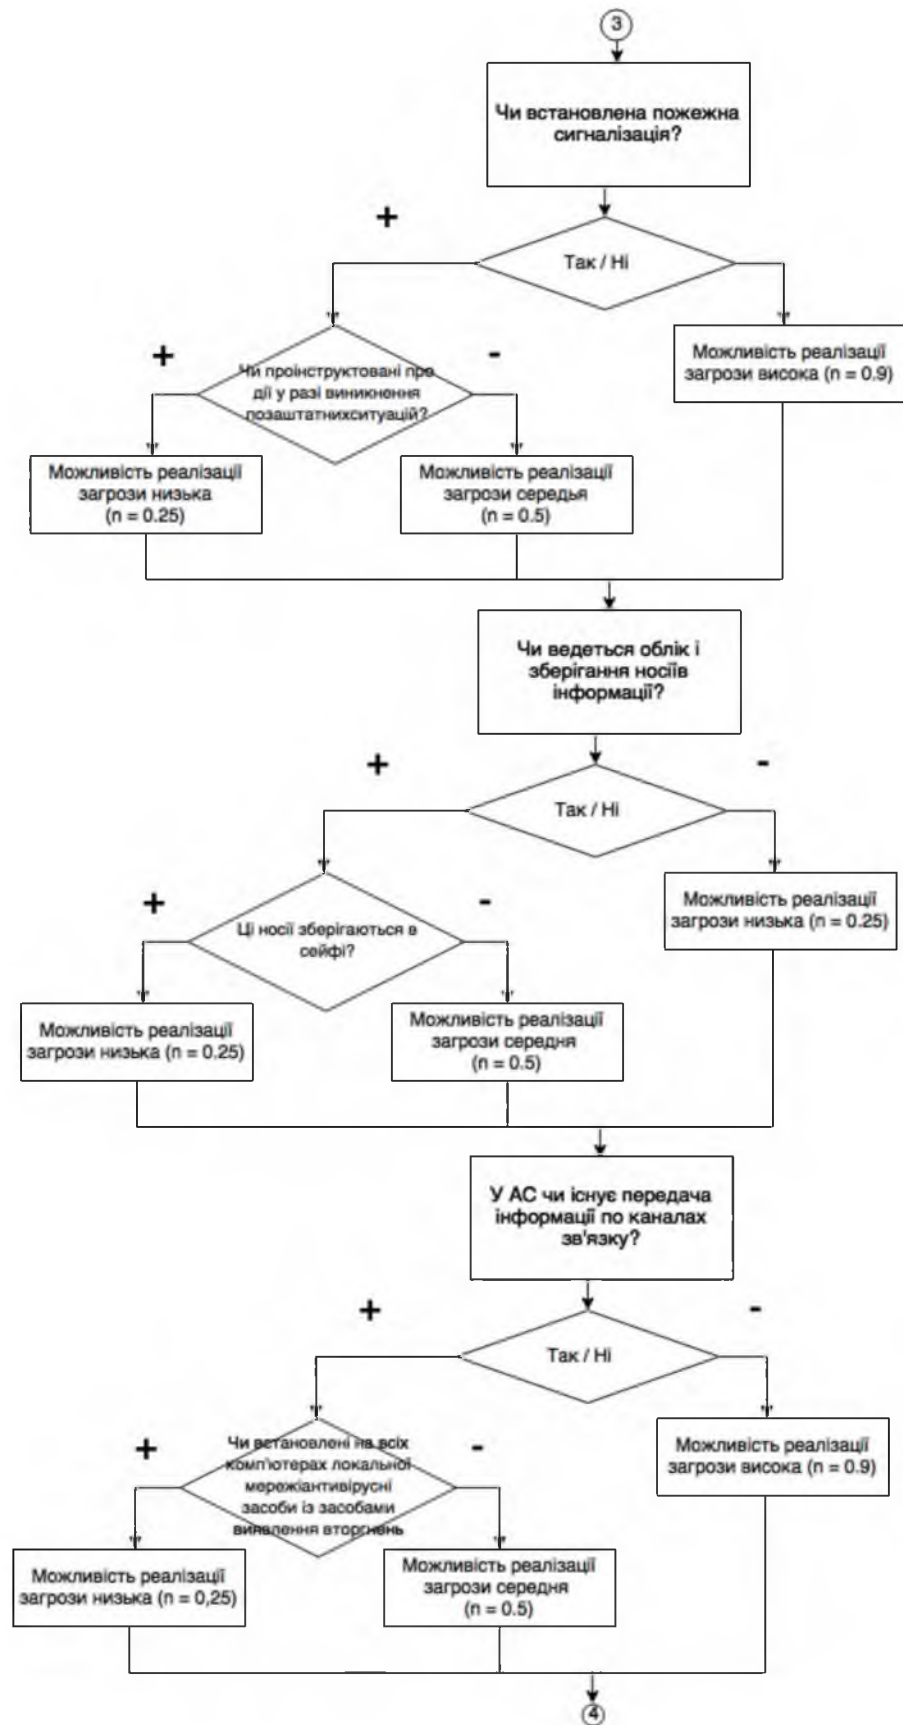 3
Чи встановлена пожежна
сигналізація?
+
Так / Ні
+
-
Чи проінструктовані про
дії у разі виникнення
позаштатнихситуацій?
Можливість реалізації
загрози висока (n = 0.9)
Можливість реалізації
загрози низька
(n = 0.25)
Можливість реалізації
загрози середья
(n = 0.5)
Чи ведеться облік і
зберігання носіїв
інформації?
+
-
Так / Ні
+
-
Ці носії зберігаються в
сейфі?
Можливість реалізації
загрози низька (n = 0.25)
Можливість реалізації
загрози низька (n = 0,25)
Можливість реалізації
загрози середня
(n = 0.5)
У АС чи існує передача
інформації по каналах
зв'язку?
+
-
Так / Ні
+
-
Чи встановлені на всіх
комп'ютерах локальної
мережіантивірусні
засоби із засобами
виявлення вторгнень
Можливість реалізації
загрози висока (n = 0.9)
Можливість реалізації
загрози низька (n = 0,25)
Можливість реалізації
загрози середня
(n = 0.5)
4